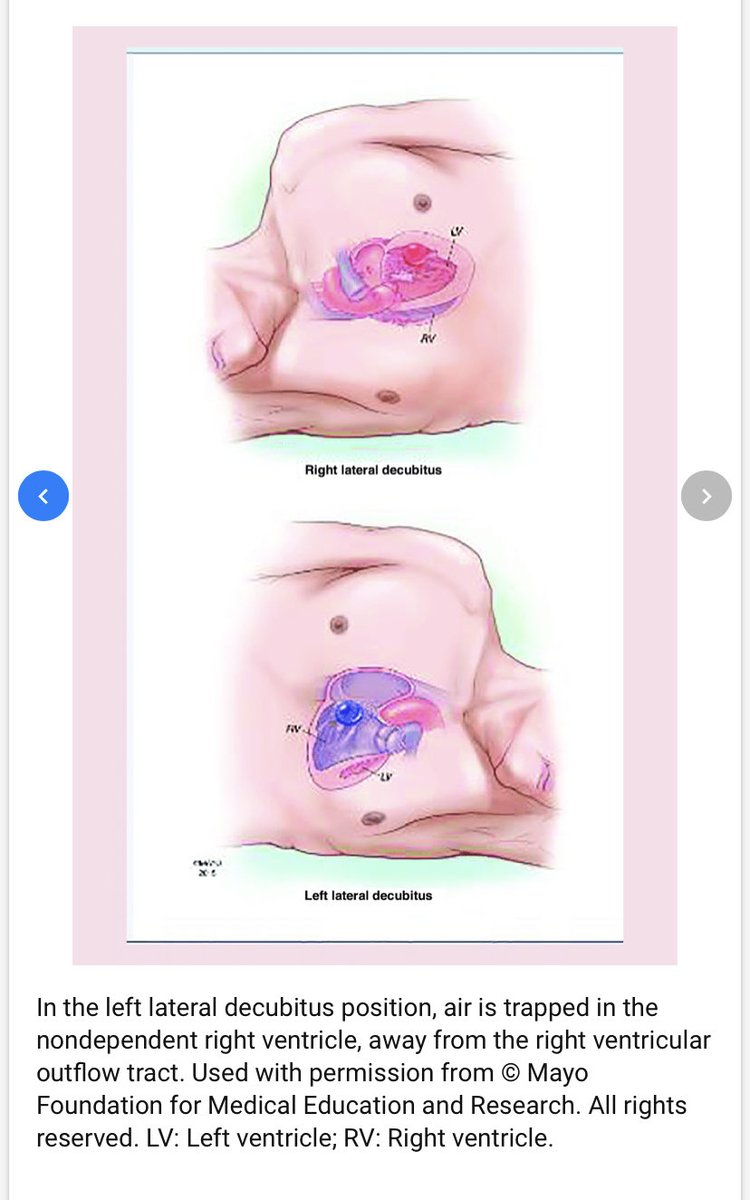 LV
RV
Right lateral decubitus
RV
LV
Left lateral decubitus
In the left lateral decubitus position, air is trapped in the
nondependent right ventricle, away from the right ventricular
outflow tract. Used with permission from © Mayo
Foundation for Medical Education and Research. All rights
reserved. LV: Left ventricle; RV: Right ventricle.